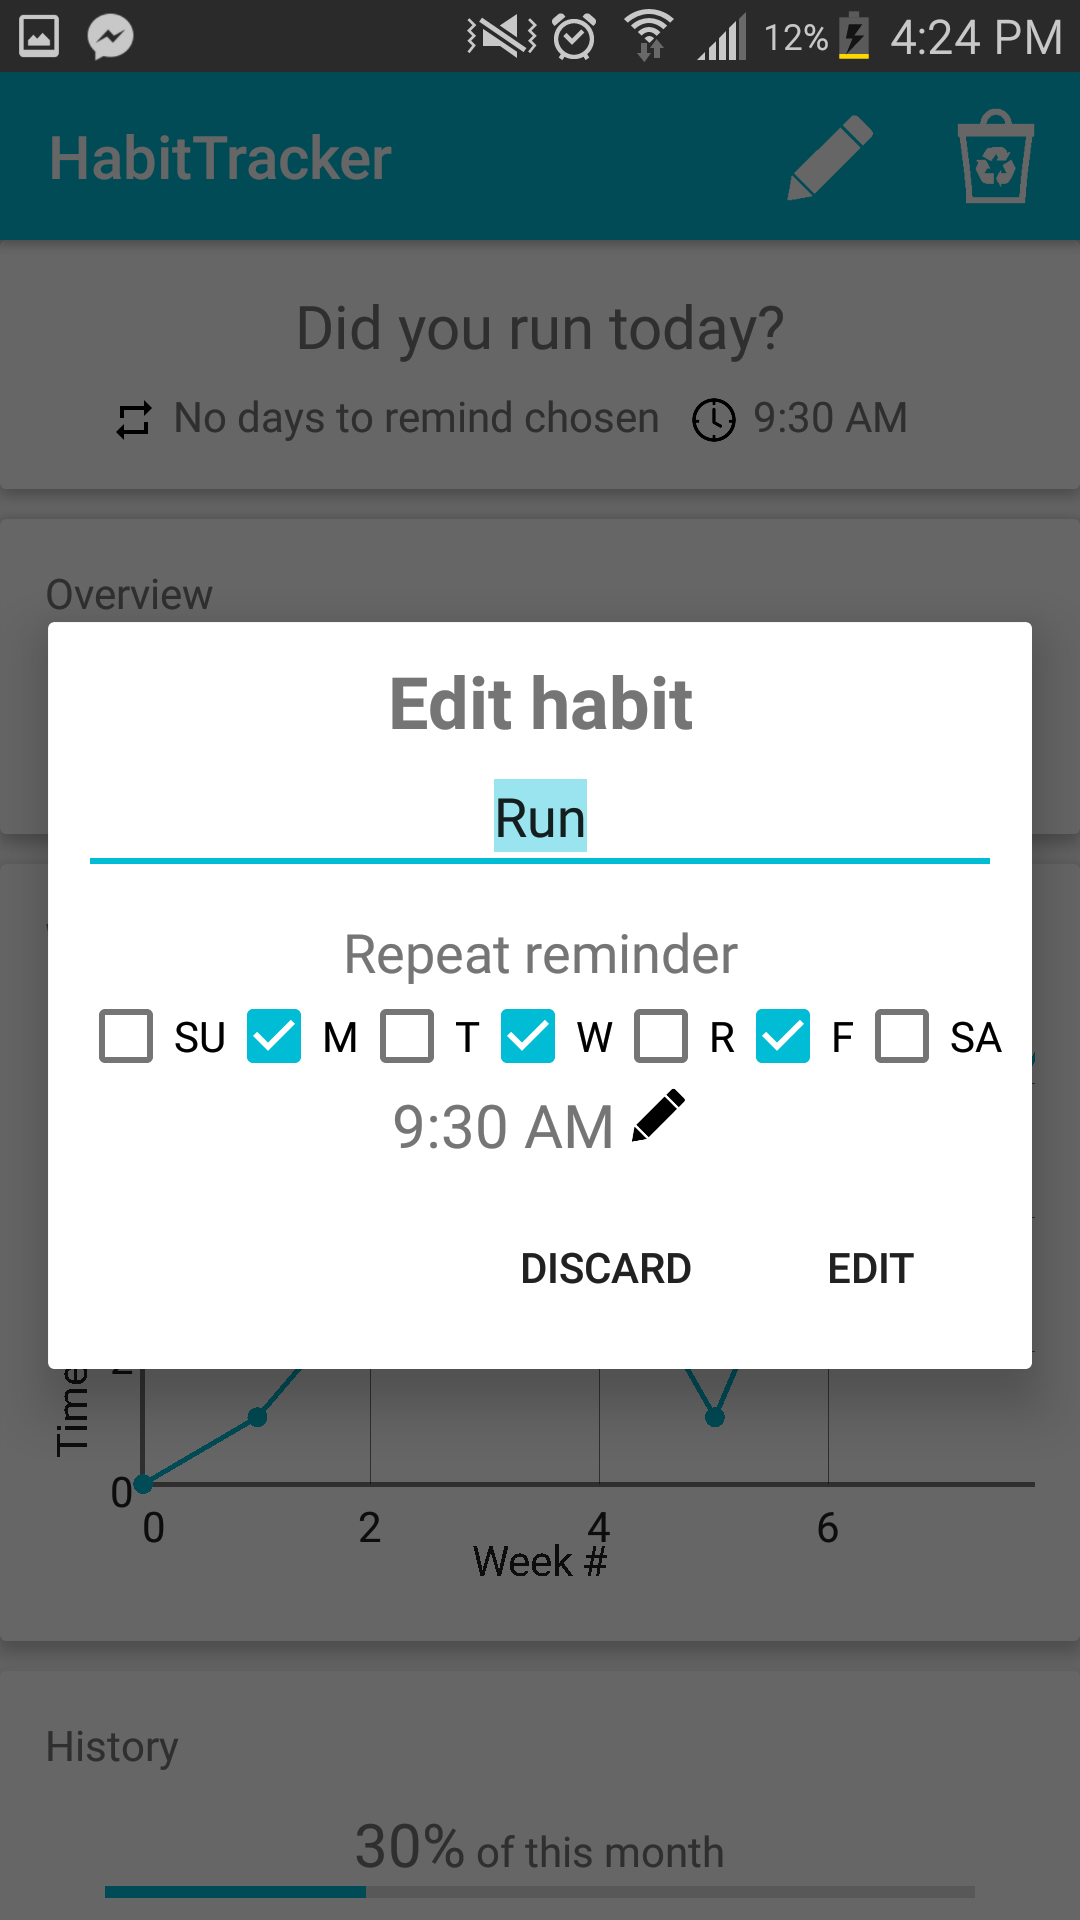 12% 4:24 PM
HabitTracker
Did you run today?
No days to remind chosen 9:30 AM
Overview
Edit habit
Run
Repeat reminder
SU M T W R F SA
9:30 AM
DISCARD EDIT
Time
0
0 2 4 6
Week #
History
30% of this month